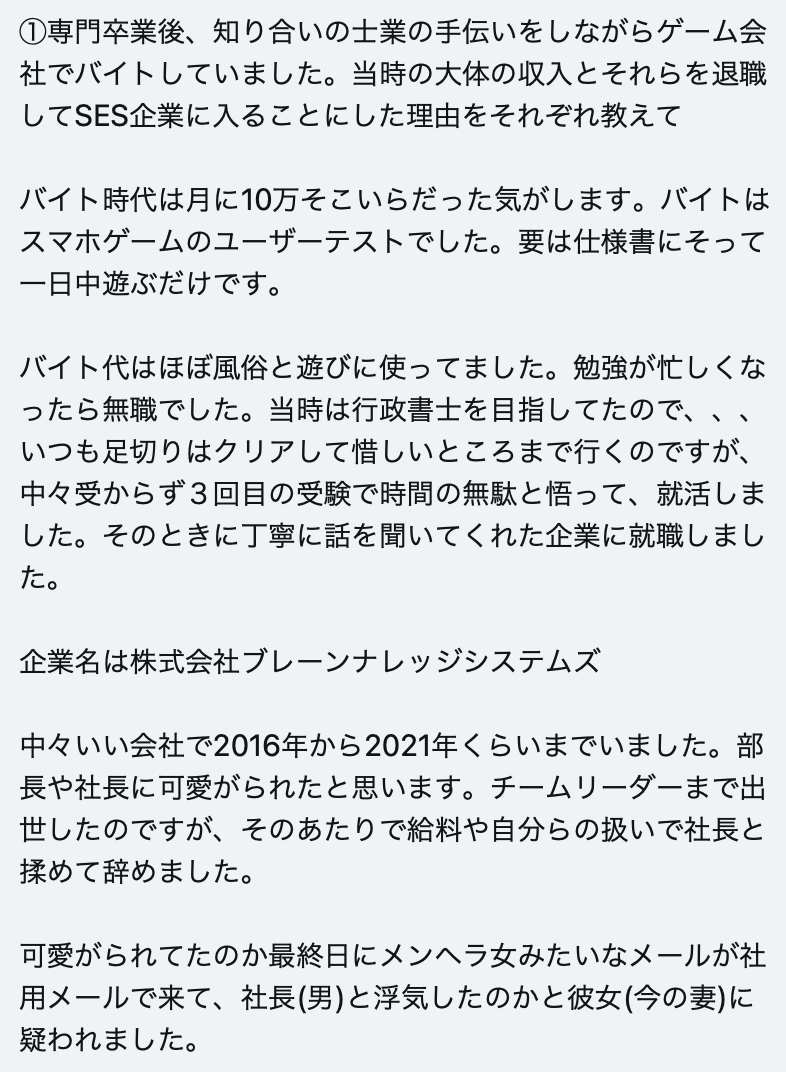 ①専門卒業後、知り合いの士業の手伝いをしながらゲーム会
社でバイトしていました。当時の大体の収入とそれらを退職
してSES企業に入ることにした理由をそれぞれ教えて
バイト時代は月に10万そこいらだった気がします。バイトは
スマホゲームのユーザーテストでした。要は仕様書にそって
一日中遊ぶだけです。
バイト代はほぼ風俗と遊びに使ってました。勉強が忙しくな
ったら無職でした。当時は行政書士を目指してたので、、、
いつも足切りはクリアして惜しいところまで行くのですが、
中々受からず３回目の受験で時間の無駄と悟って、就活しま
した。そのときに丁寧に話を聞いてくれた企業に就職しまし
た。
企業名は株式会社ブレーンナレッジシステムズ
中々いい会社で2016年から2021年くらいまでいました。部
長や社長に可愛がられたと思います。チームリーダーまで出
世したのですが、そのあたりで給料や自分らの扱いで社長と
揉めて辞めました。
可愛がられてたのか最終日にメンヘラ女みたいなメールが社
用メールで来て、社長(男)と浮気したのかと彼女(今の妻)に
疑われました。